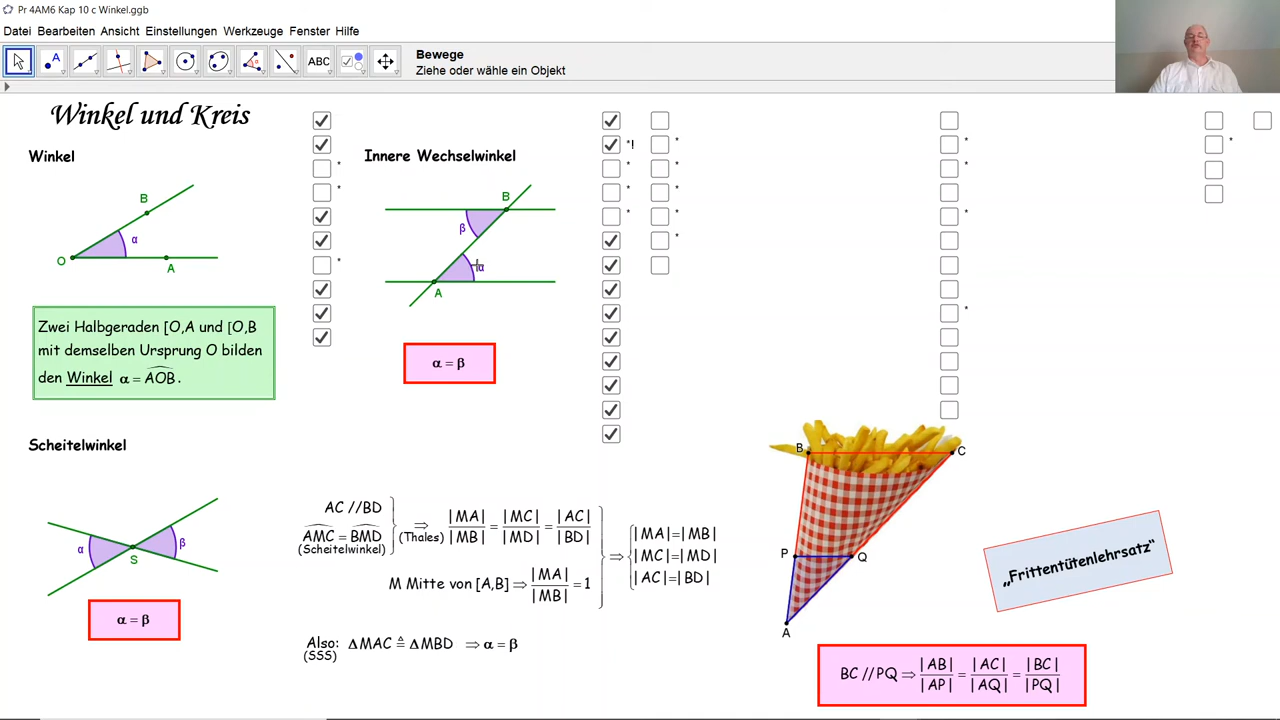 Pr 4AM6 Kap 10 c Winkel.ggb
Datei Bearbeiten Ansicht Einstellungen Werkzeuge Fenster Hilfe
A
ABC
Bewege
Ziehe oder wähle ein Objekt
Winkel und Kreis
Winkel
B
α
O
A
Zwei Halbgeraden [O,A und [O,B
mit demselben Ursprung O bilden
den Winkel α = AOB.
Scheitelwinkel
α
β
S
α = β
*
*
*
Innere Wechselwinkel
B
β
α
A
α = β
*!
*
*
*
*
*
*
*
*
*
*
*
*
*
AC //BD
AMC = BMD
(Scheitelwinkel)
⇒
(Thales)
|MA|/|MB| = |MC|/|MD| = |AC|/|BD|
M Mitte von [A,B] ⇒ |MA|/|MB| = 1
⇒
|MA|=|MB|
|MC|=|MD|
|AC|=|BD|
Also: ΔMAC ≙ ΔMBD ⇒ α = β
(SSS)
B
C
P
Q
A
„Frittentütenlehrsatz“
BC //PQ ⇒ |AB|/|AP| = |AC|/|AQ| = |BC|/|PQ|